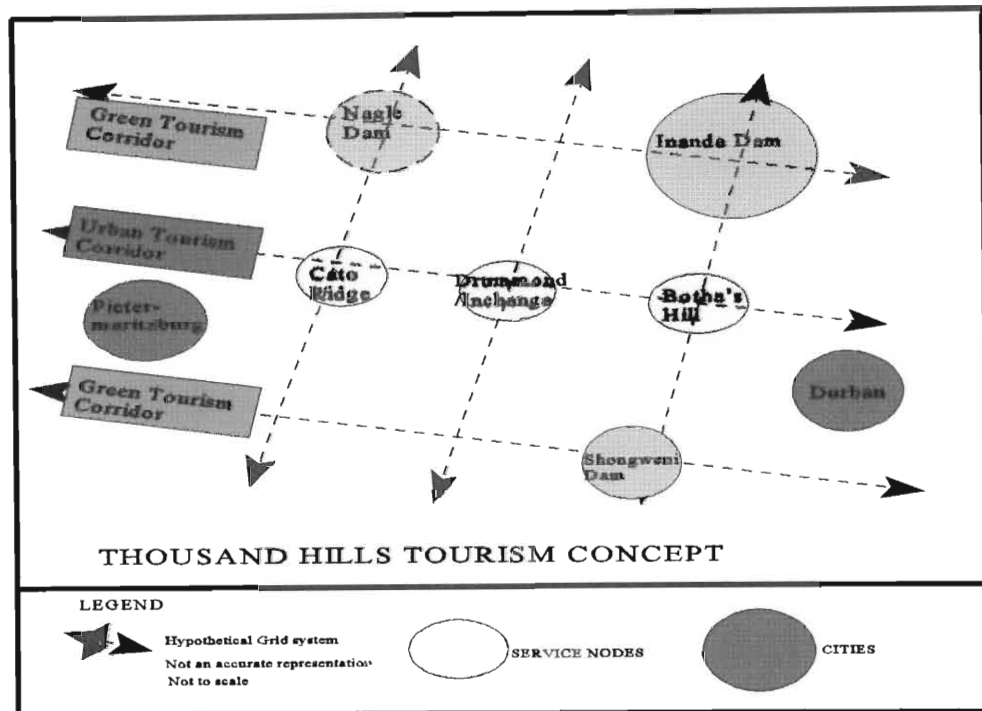 Green Tourism
Corridor
Nagle
Dam
Inanda Dam
Urban Tourism
Corridor
Cato
Ridge
Drummond
/Inchanga
Botha's
Hill
Pieter-
maritzburg
Green Tourism
Corridor
Durban
Shongweni
Dam
THOUSAND HILLS TOURISM CONCEPT
LEGEND
Hypothetical Grid system
Not an accurate representation
Not to scale
SERVICE NODES
CITIES